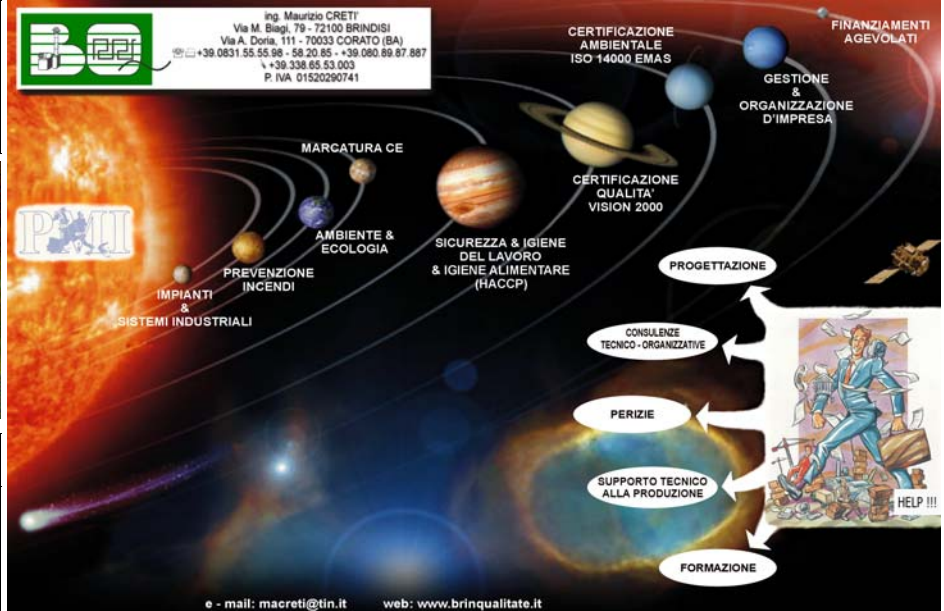 ing. Maurizio CRETI'
Via M. Biagi, 79 - 72100 BRINDISI
Via A. Doria, 111 - 70033 CORATO (BA)
+39.0831.55.55.98 - 58.20.85 - +39.080.89.87.887
+39.338.65.53.003
P. IVA 01520290741
FINANZIAMENTI
AGEVOLATI
CERTIFICAZIONE
AMBIENTALE
ISO 14000 EMAS
GESTIONE
&
ORGANIZZAZIONE
D'IMPRESA
MARCATURA CE
CERTIFICAZIONE
QUALITA'
VISION 2000
PMI
AMBIENTE &
ECOLOGIA
SICUREZZA & IGIENE
DEL LAVORO
& IGIENE ALIMENTARE
(HACCP)
PREVENZIONE
INCENDI
IMPIANTI
&
SISTEMI INDUSTRIALI
PROGETTAZIONE
CONSULENZE
TECNICO - ORGANIZZATIVE
PERIZIE
SUPPORTO TECNICO
ALLA PRODUZIONE
HELP !!!
FORMAZIONE
e - mail: macreti@tin.it web: www.brinqualitate.it